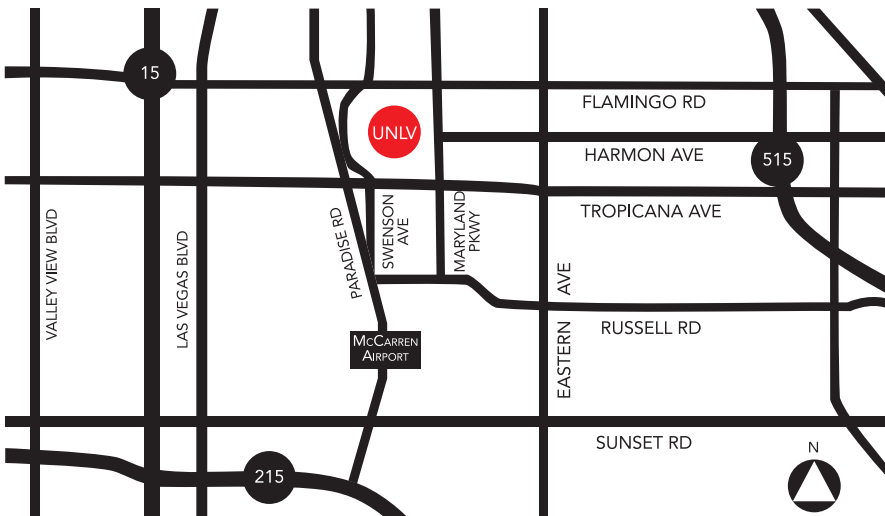 15
FLAMINGO RD
UNLV
HARMON AVE
515
TROPICANA AVE
VALLEY VIEW BLVD
LAS VEGAS BLVD
PARADISE RD
SWENSON
AVE
MARYLAND
PKWY
EASTERN AVE
RUSSELL RD
MCCARREN
AIRPORT
SUNSET RD
215
N